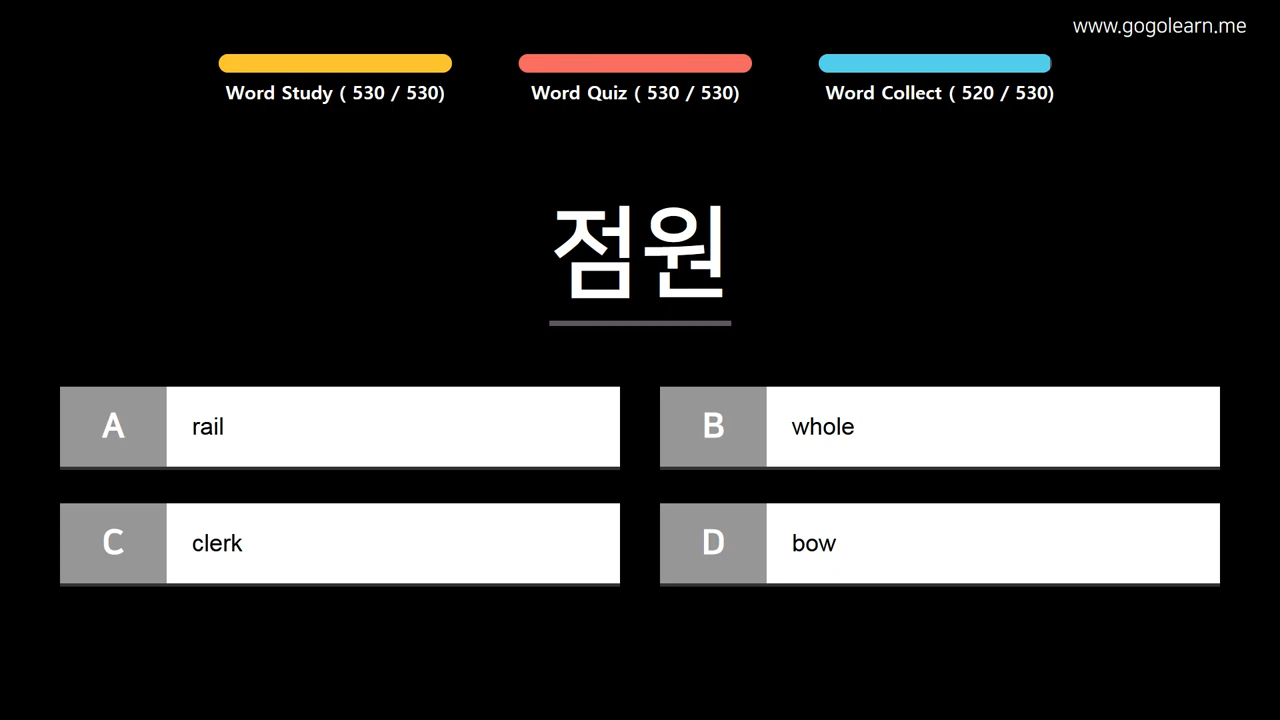 www.gogolearn.me
Word Study ( 530 / 530)
Word Quiz ( 530 / 530)
Word Collect ( 520 / 530)
점원
A rail
B whole
C clerk
D bow